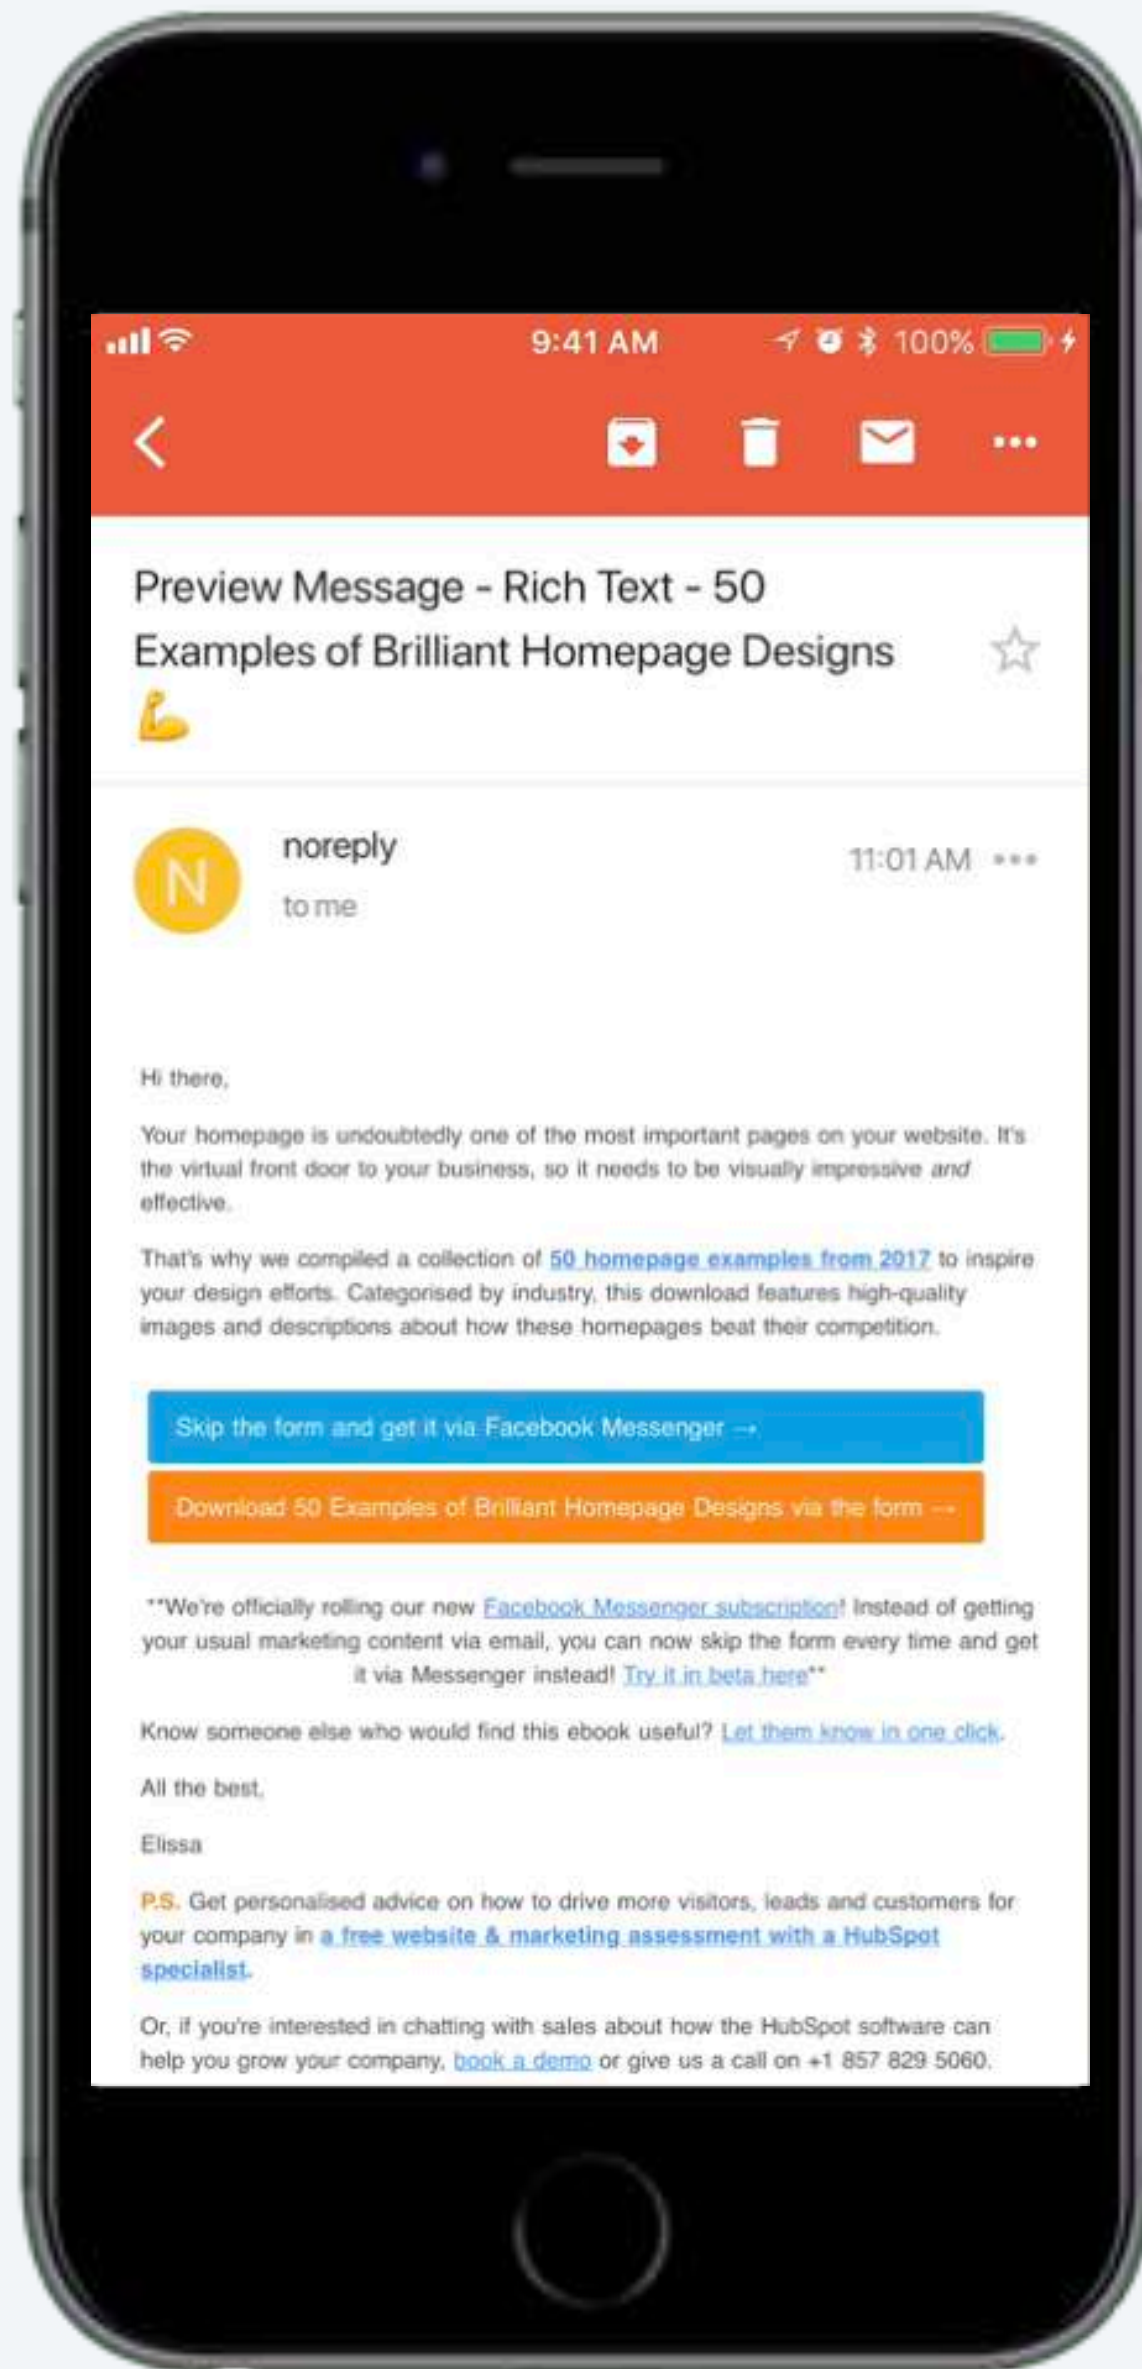 9:41 AM 100%
Preview Message - Rich Text - 50
Examples of Brilliant Homepage Designs
💪
N
noreply
11:01 AM
to me
Hi there,
Your homepage is undoubtedly one of the most important pages on your website. It's
the virtual front door to your business, so it needs to be visually impressive and
effective.
That's why we compiled a collection of 50 homepage examples from 2017 to inspire
your design efforts. Categorised by industry, this download features high-quality
images and descriptions about how these homepages beat their competition.
Skip the form and get it via Facebook Messenger →
Download 50 Examples of Brilliant Homepage Designs via the form →
**We're officially rolling our new Facebook Messenger subscription! Instead of getting
your usual marketing content via email, you can now skip the form every time and get
it via Messenger instead! Try it in beta here**
Know someone else who would find this ebook useful? Let them know in one click.
All the best,
Elissa
P.S. Get personalised advice on how to drive more visitors, leads and customers for
your company in a free website & marketing assessment with a HubSpot
specialist.
Or, if you're interested in chatting with sales about how the HubSpot software can
help you grow your company, book a demo or give us a call on +1 857 829 5060.